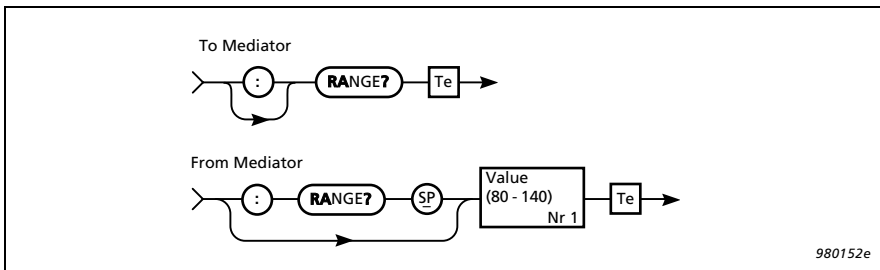 To Mediator
: RANGE? Te
From Mediator
: RANGE? SP Value
(80 - 140)
Nr 1 Te
980152e